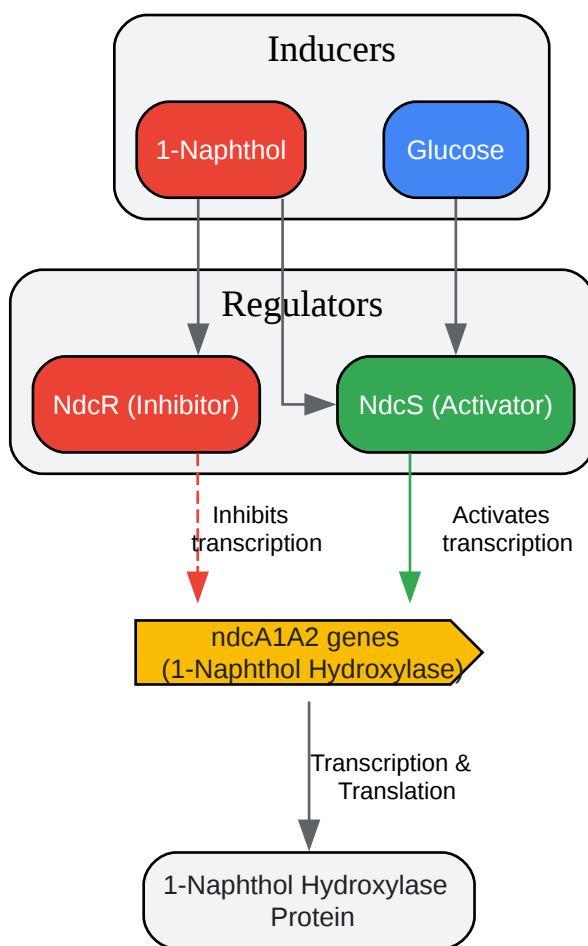 Inducers
1-Naphthol
Glucose
Regulators
NdcR (Inhibitor)
NdcS (Activator)
Inhibits
transcription
Activates
transcription
ndcA1A2 genes
(1-Naphthol Hydroxylase)
Transcription &
Translation
1-Naphthol Hydroxylase
Protein